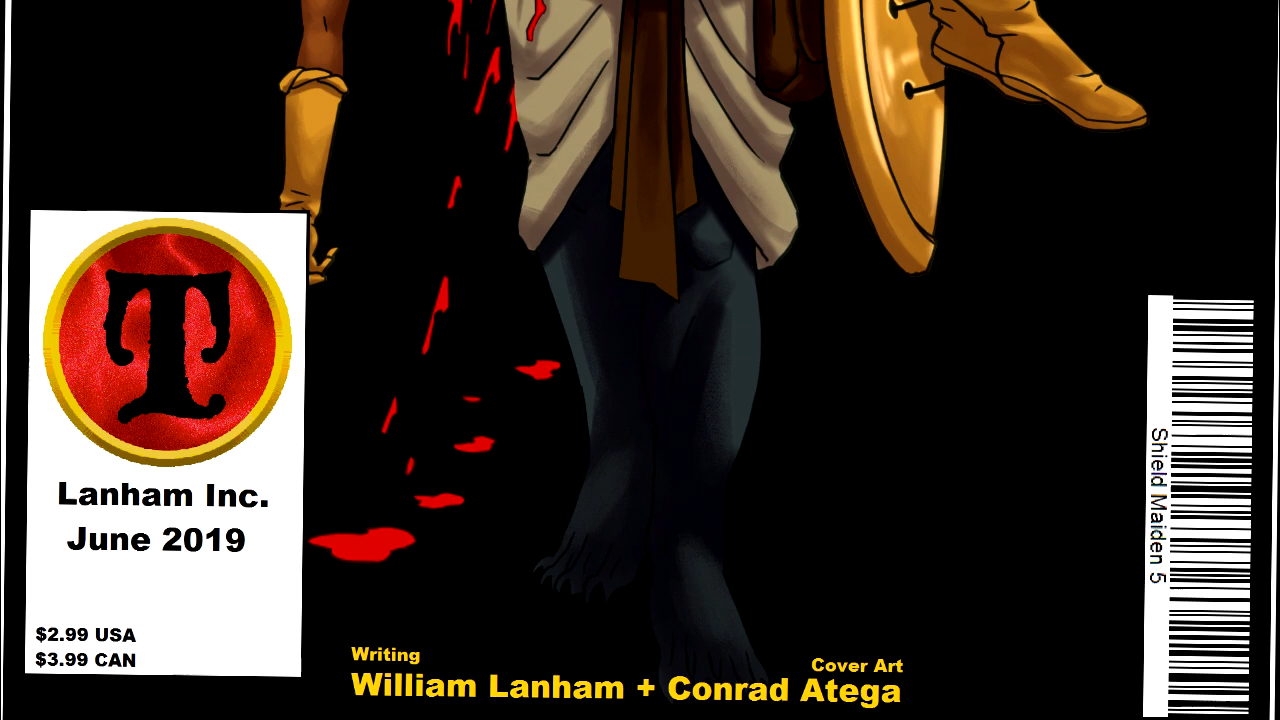 T
Lanham Inc.
June 2019
$2.99 USA
$3.99 CAN
Writing
Cover Art
William Lanham + Conrad Atega
Shield Maiden 5